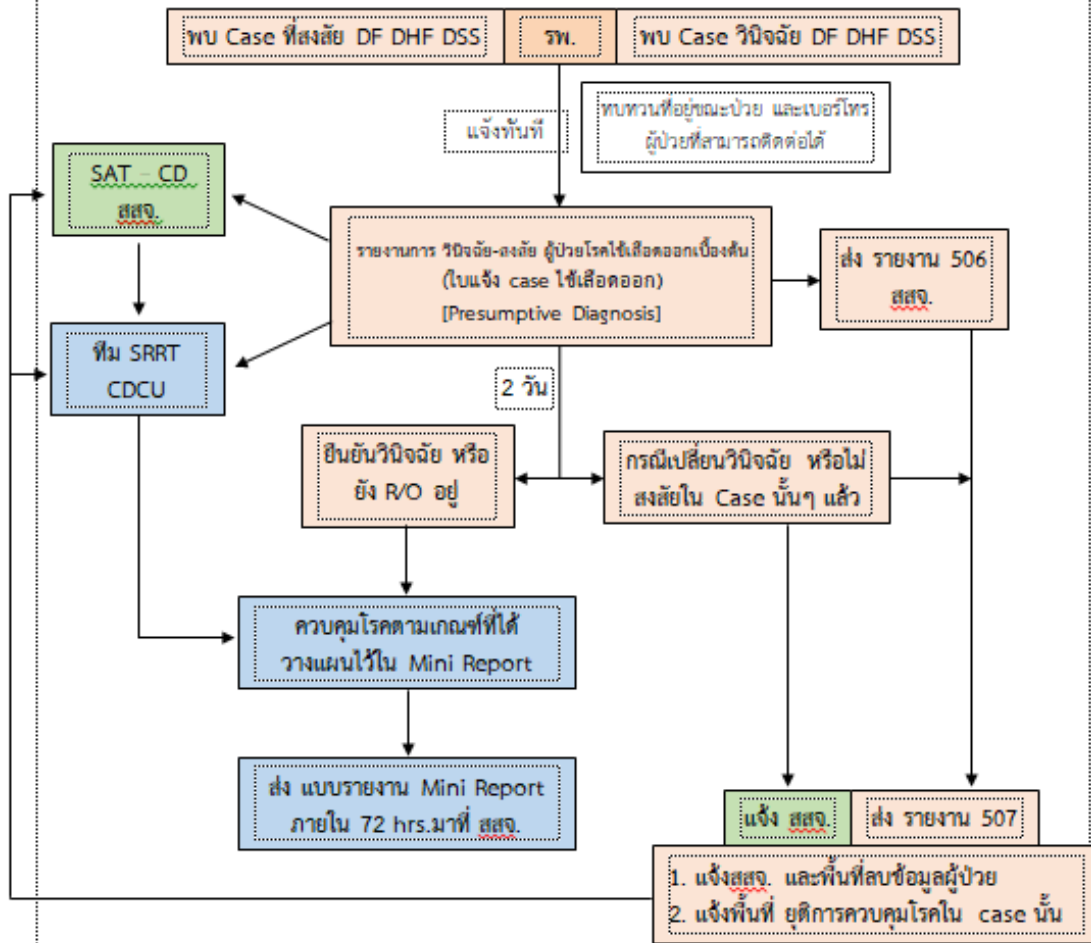 พบ Case ที่สงสัย DF DHF DSS
รพ.
พบ Case วินิจฉัย DF DHF DSS
แจ้งทันที
ทบทวนที่อยู่ขณะป่วย และเบอร์โทร
ผู้ป่วยที่สามารถติดต่อได้
SAT – CD
สสจ.
รายงานการ วินิจฉัย-สงสัย ผู้ป่วยโรคไข้เลือดออกเบื้องต้น
(ใบแจ้ง case ไข้เลือดออก)
[Presumptive Diagnosis]
ส่ง รายงาน 506
สสจ.
ทีม SRRT
CDCU
2 วัน
ยืนยันวินิจฉัย หรือ
ยัง R/O อยู่
กรณีเปลี่ยนวินิจฉัย หรือไม่
สงสัยใน Case นั้นๆ แล้ว
ควบคุมโรคตามเกณฑ์ที่ได้
วางแผนไว้ใน Mini Report
ส่ง แบบรายงาน Mini Report
ภายใน 72 hrs.มาที่ สสจ.
แจ้ง สสจ.
ส่ง รายงาน 507
1. แจ้งสสจ. และพื้นที่ลบข้อมูลผู้ป่วย
2. แจ้งพื้นที่ ยุติการควบคุมโรคใน case นั้น